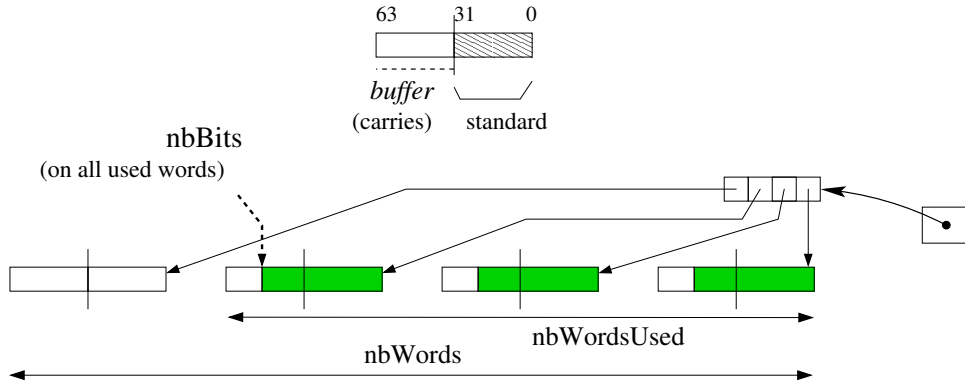 63 31 0
buffer
(carries) standard
nbBits
(on all used words)
nbWordsUsed
nbWords